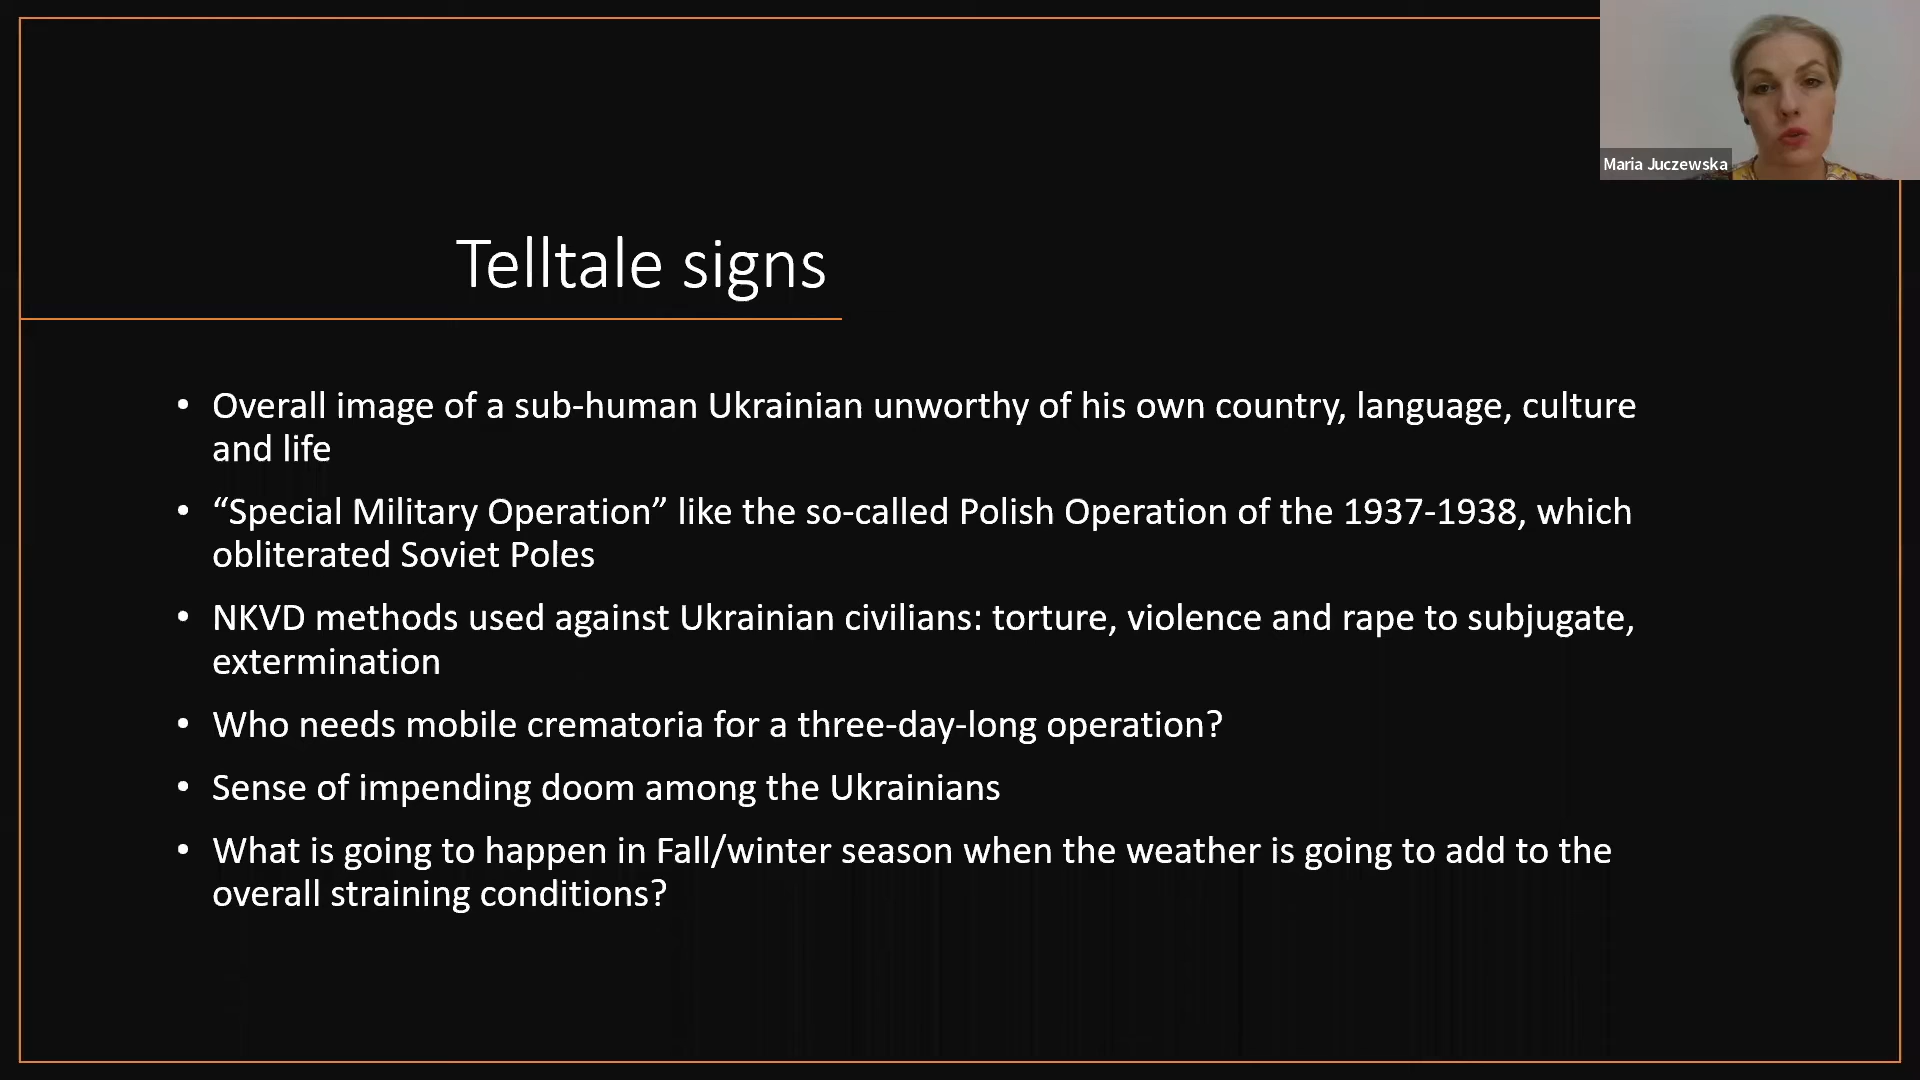 Maria Juczewska
Telltale signs
• Overall image of a sub-human Ukrainian unworthy of his own country, language, culture
and life
• “Special Military Operation” like the so-called Polish Operation of the 1937-1938, which
obliterated Soviet Poles
• NKVD methods used against Ukrainian civilians: torture, violence and rape to subjugate,
extermination
• Who needs mobile crematoria for a three-day-long operation?
• Sense of impending doom among the Ukrainians
• What is going to happen in Fall/winter season when the weather is going to add to the
overall straining conditions?